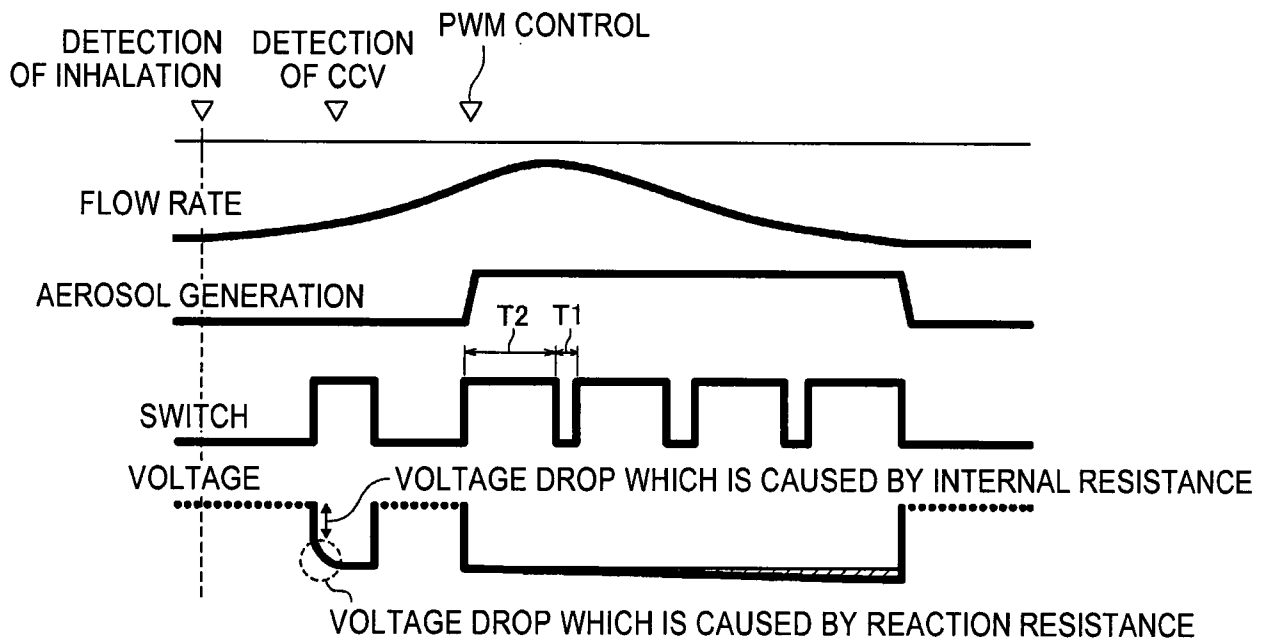 PWM CONTROL
DETECTION
OF INHALATION
DETECTION
OF CCV
FLOW RATE
AEROSOL GENERATION
T2
T1
SWITCH
VOLTAGE
VOLTAGE DROP WHICH IS CAUSED BY INTERNAL RESISTANCE
VOLTAGE DROP WHICH IS CAUSED BY REACTION RESISTANCE